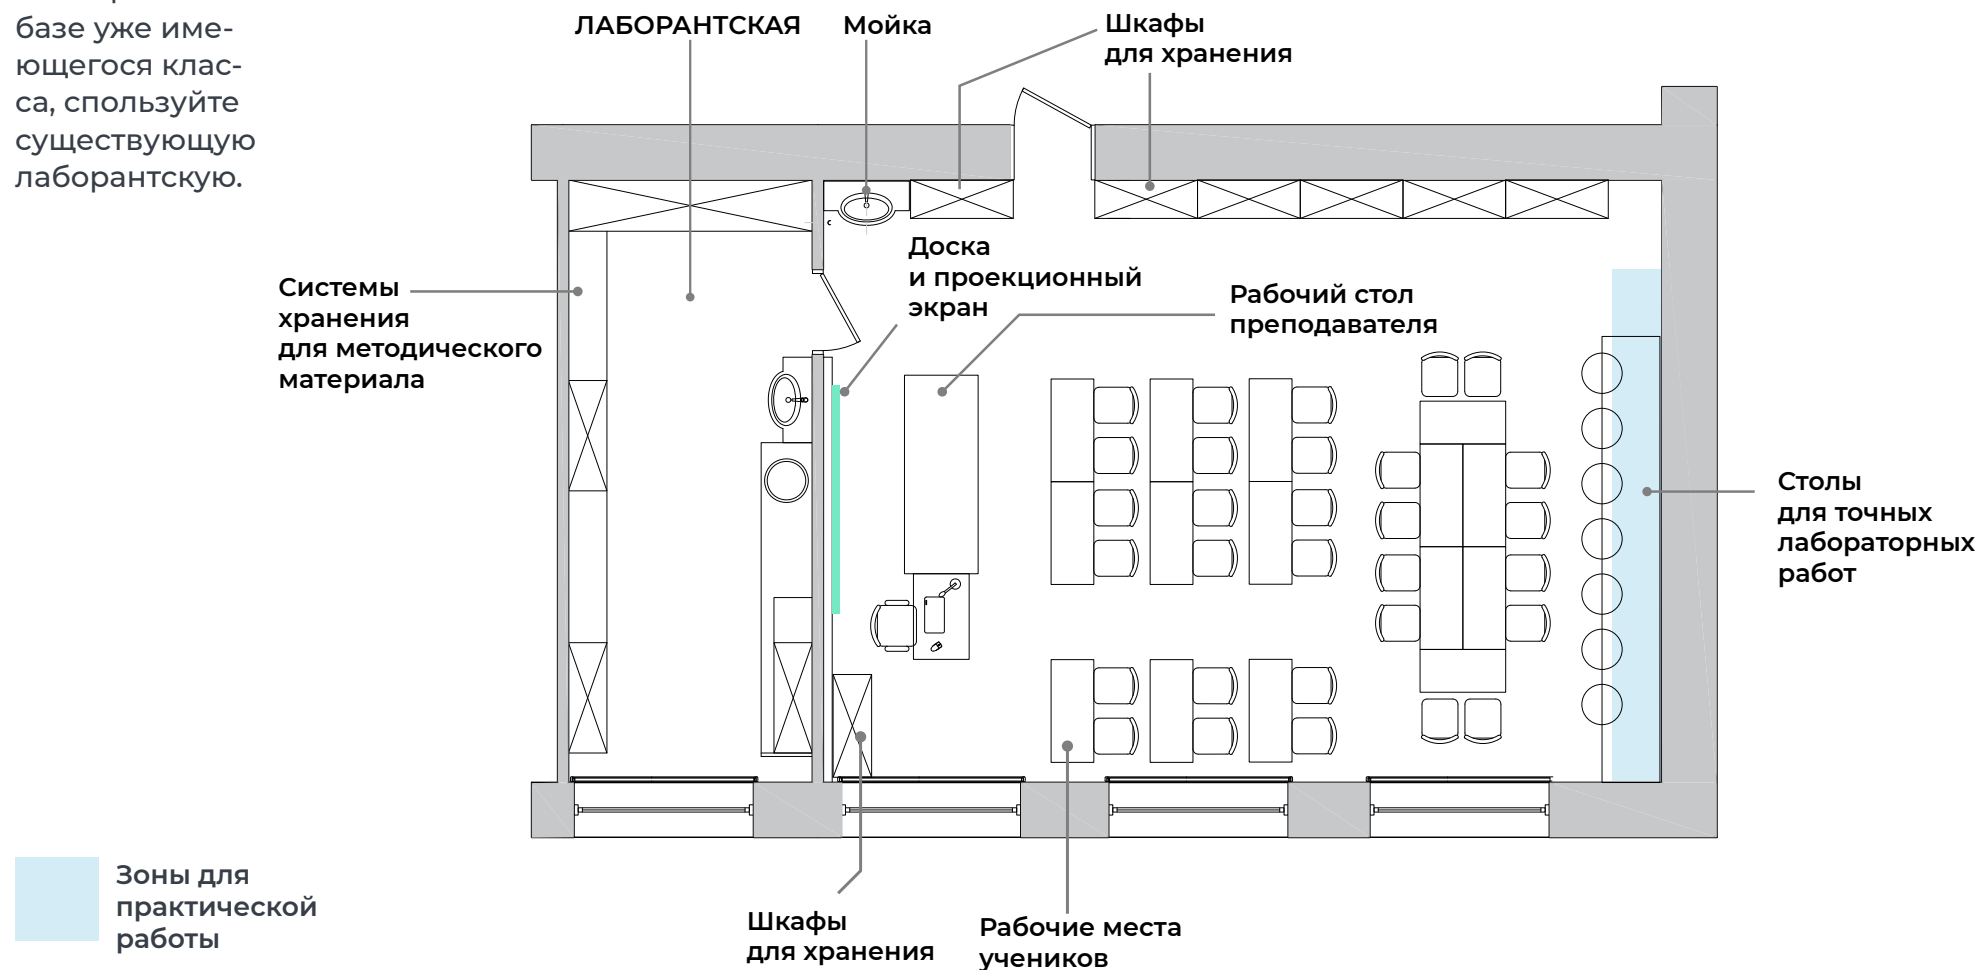 базе уже име-
ющегося клас-
са, спользуйте
существующую
лаборантскую.
ЛАБОРАНТСКАЯ
Мойка
Шкафы
для хранения
Доска
и проекционный
экран
Рабочий стол
преподавателя
Системы
хранения
для методического
материала
Столы
для точных
лабораторных
работ
Зоны для
практической
работы
Шкафы
для хранения
Рабочие места
учеников